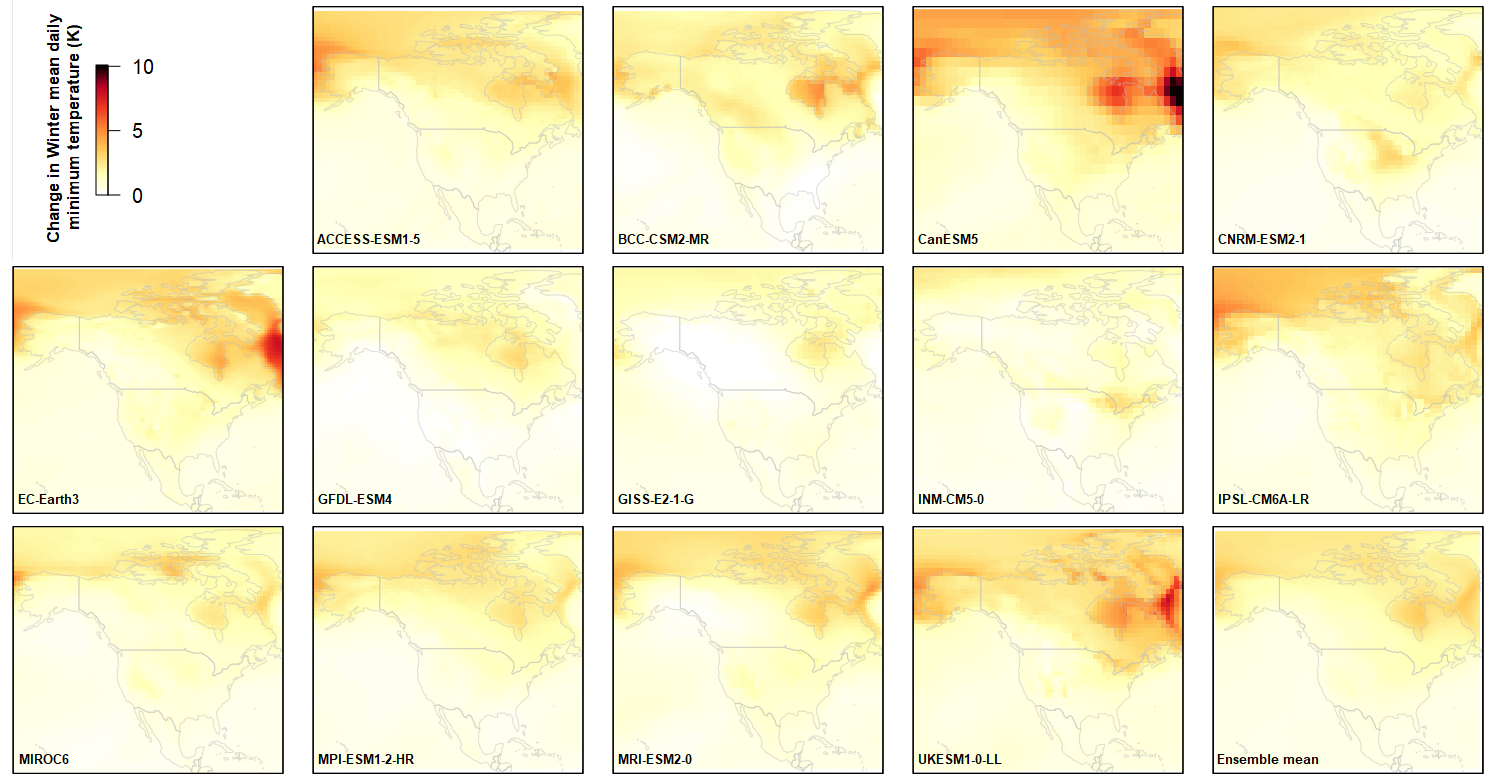 Change in Winter mean daily
minimum temperature (K)
10
5
0
ACCESS-ESM1-5
BCC-CSM2-MR
CanESM5
CNRM-ESM2-1
EC-Earth3
GFDL-ESM4
GISS-E2-1-G
INM-CM5-0
IPSL-CM6A-LR
MIROC6
MPI-ESM1-2-HR
MRI-ESM2-0
UKESM1-0-LL
Ensemble mean